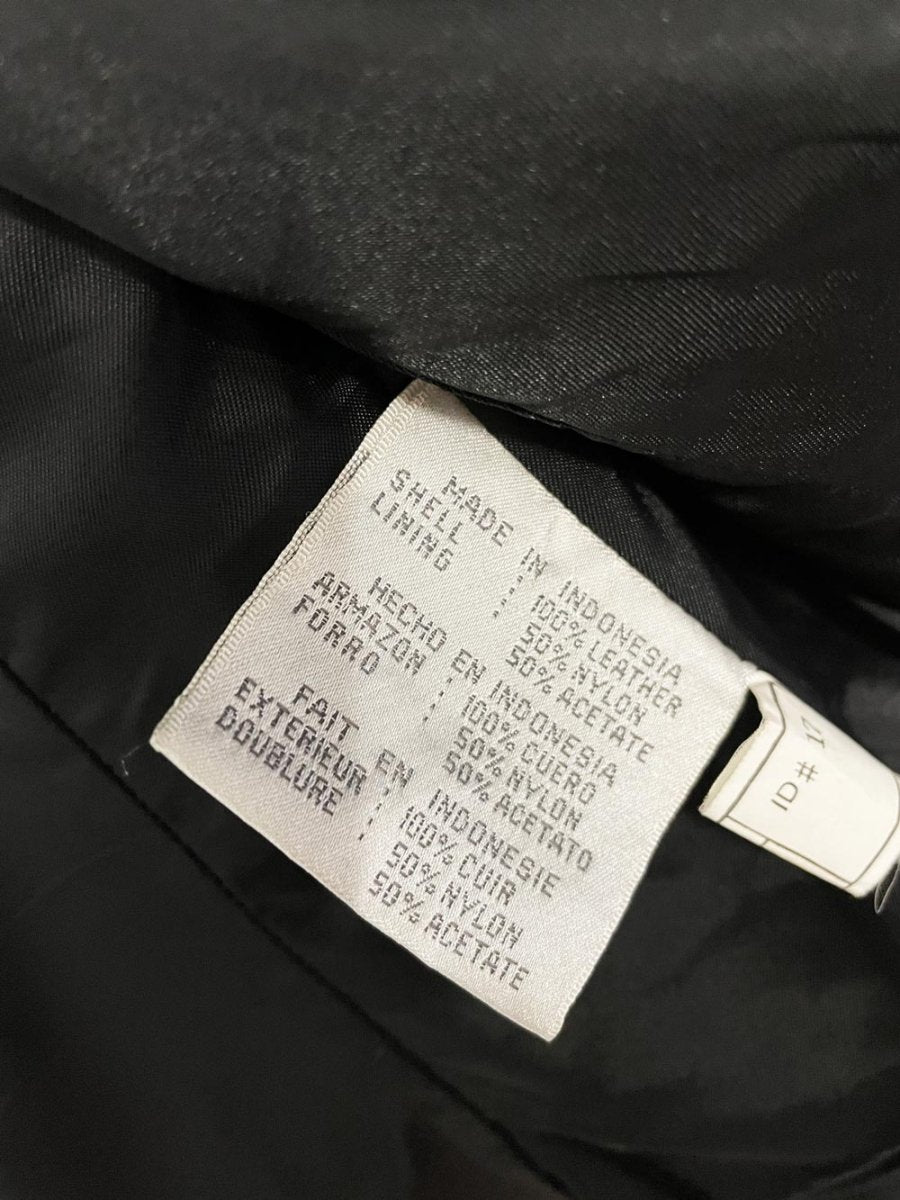 MADE IN INDONESIA
SHELL : 100% LEATHER
LINING : 50% NYLON
50% ACETATE
HECHO EN INDONESIA
ARMAZON : 100% CUERO
FORRO : 50% NYLON
50% ACETATO
FAIT EN INDONESIE
EXTERIEUR : 100% CUIR
DOUBLURE : 50% NYLON
50% ACETATE
ID# 17